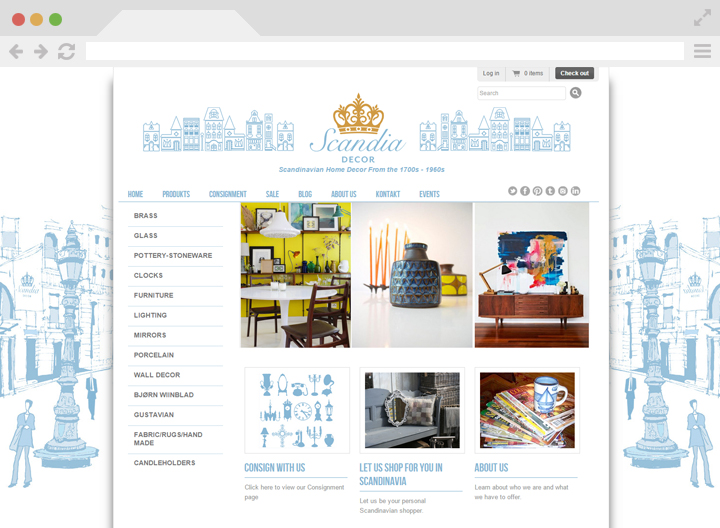 Log in
0 items
Check out
Search
Scandia
DECOR
Scandinavian Home Decor From the 1700s - 1960s
HOME PRODUKTS CONSIGNMENT SALE BLOG ABOUT US KONTAKT EVENTS
BRASS
GLASS
POTTERY-STONEWARE
CLOCKS
FURNITURE
LIGHTING
MIRRORS
PORCELAIN
WALL DECOR
BJØRN WIINBLAD
GUSTAVIAN
FABRIC/RUGS/HAND
MADE
CANDLEHOLDERS
CONSIGN WITH US
Click here to view our Consignment
page
LET US SHOP FOR YOU IN
SCANDINAVIA
Let us be your personal
Scandinavian shopper.
ABOUT US
Learn about who we are and what
we have to offer.